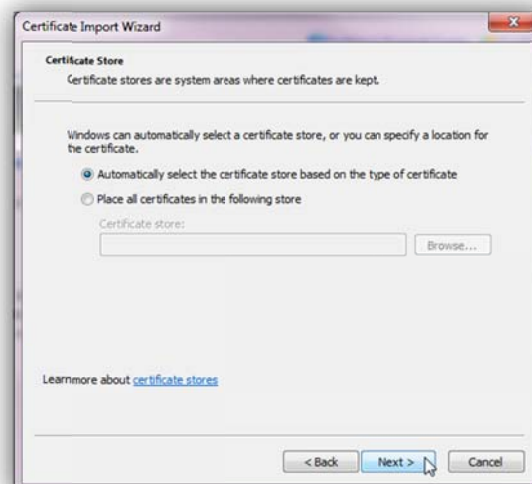 Certificate Import Wizard
Certificate Store
Certificate stores are system areas where certificates are kept.
Windows can automatically select a certificate store, or you can specify a location for
the certificate.
Automatically select the certificate store based on the type of certificate
Place all certificates in the following store
Certificate store:
Browse...
Learn more about certificate stores
< Back Next > Cancel